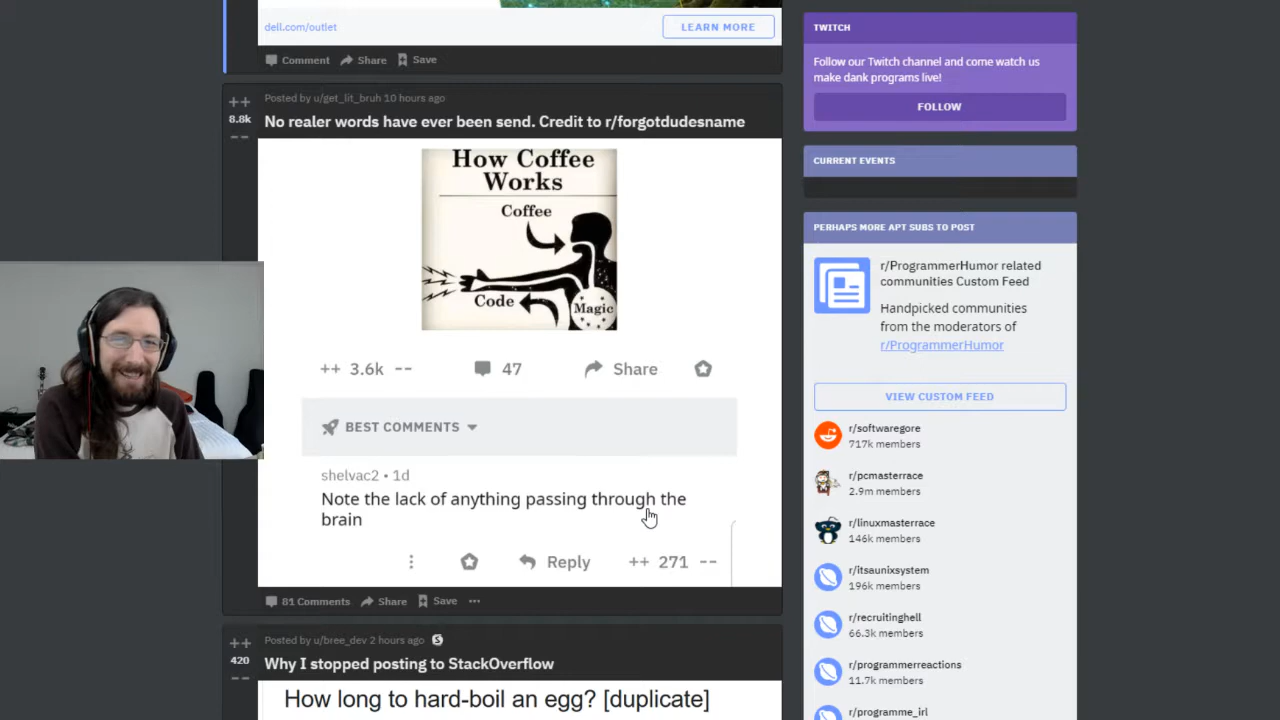 dell.com/outlet
LEARN MORE
Comment Share Save
++
8.8k
--
Posted by u/get_lit_bruh 10 hours ago
No realer words have ever been send. Credit to r/forgotdudesname
How Coffee
Works
Coffee
Code
Magic
++ 3.6k -- 47 Share
BEST COMMENTS
shelvac2 • 1d
Note the lack of anything passing through the
brain
Reply ++ 271 --
81 Comments Share Save
++
420
--
Posted by u/bree_dev 2 hours ago
Why I stopped posting to StackOverflow
How long to hard-boil an egg? [duplicate]
TWITCH
Follow our Twitch channel and come watch us
make dank programs live!
FOLLOW
CURRENT EVENTS
PERHAPS MORE APT SUBS TO POST
r/ProgrammerHumor related
communities Custom Feed
Handpicked communities
from the moderators of
r/ProgrammerHumor
VIEW CUSTOM FEED
r/softwaregore
717k members
r/pcmasterrace
2.9m members
r/linuxmasterrace
146k members
r/itsaunixsystem
196k members
r/recruitinghell
66.3k members
r/programmerreactions
11.7k members
r/programme_irl